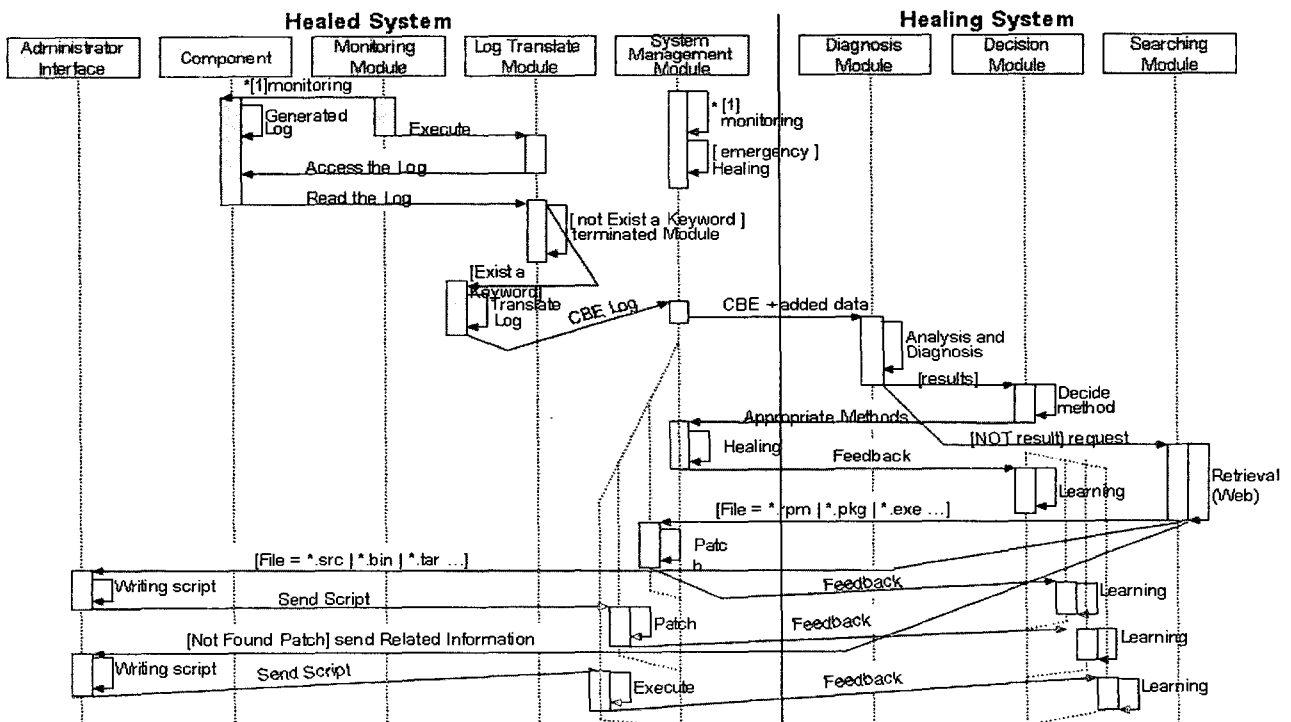 Healed System
Healing System
Administrator
Interface
Component
Monitoring
Module
Log Translate
Module
System
Management
Module
Diagnosis
Module
Decision
Module
Searching
Module
*[1]monitoring
Generated
Log
Execute
* [1]
monitoring
[ emergency ]
Healing
Access the Log
Read the Log
[ not Exist a Keyword ]
terminated Module
[Exist a
Keyword]
Translate
Log
CBE Log
CBE +added data
Analysis and
Diagnosis
[results]
Decide
method
Appropriate Methods
[NOT result] request
Healing
Feedback
Learning
Retrieval
(Web)
[File = *.rpm | *.pkg | *.exe ...]
Patc
h
[File = *.src | *.bin | *.tar ...]
Writing script
Feedback
Learning
Send Script
Patch
Feedback
[Not Found Patch] send Related Information
Learning
Writing script
Send Script
Execute
Feedback
Learning